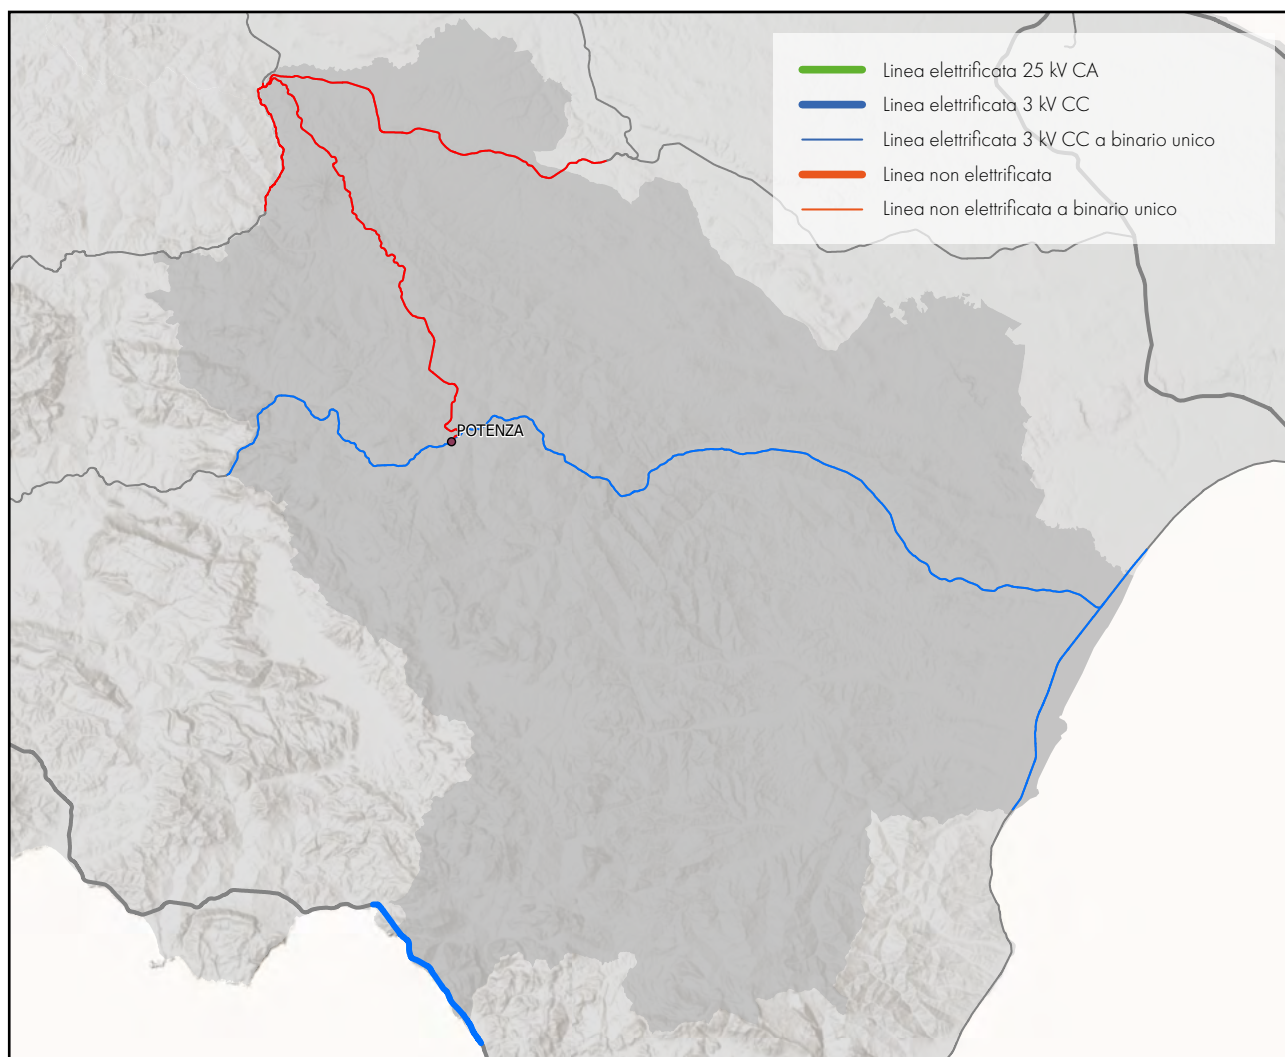 Linea elettrificata 25 kV CA
Linea elettrificata 3 kV CC
Linea elettrificata 3 kV CC a binario unico
Linea non elettrificata
Linea non elettrificata a binario unico
POTENZA